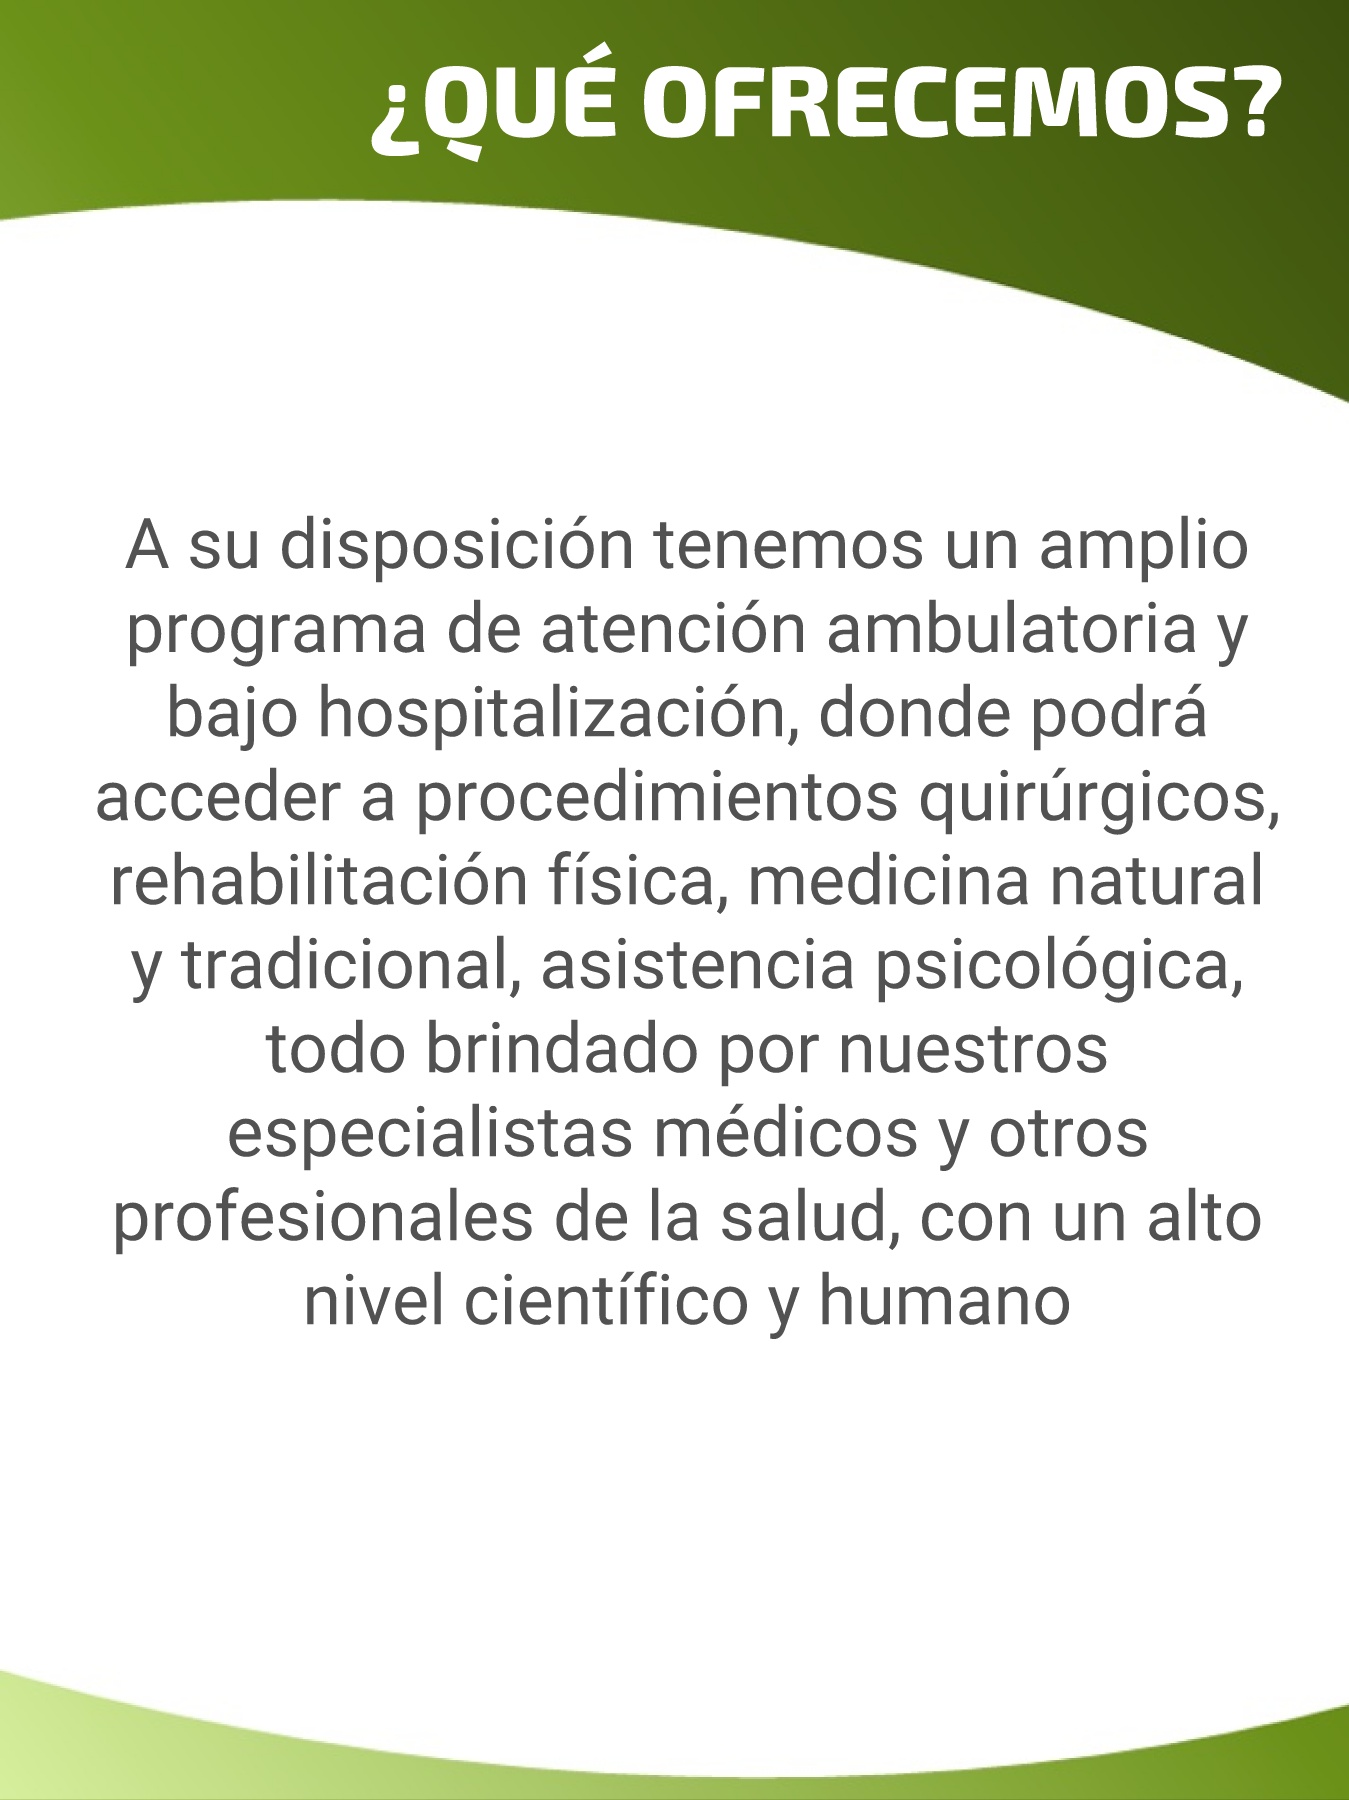 ¿QUÉ OFRECEMOS?
A su disposición tenemos un amplio
programa de atención ambulatoria y
bajo hospitalización, donde podrá
acceder a procedimientos quirúrgicos,
rehabilitación física, medicina natural
y tradicional, asistencia psicológica,
todo brindado por nuestros
especialistas médicos y otros
profesionales de la salud, con un alto
nivel científico y humano